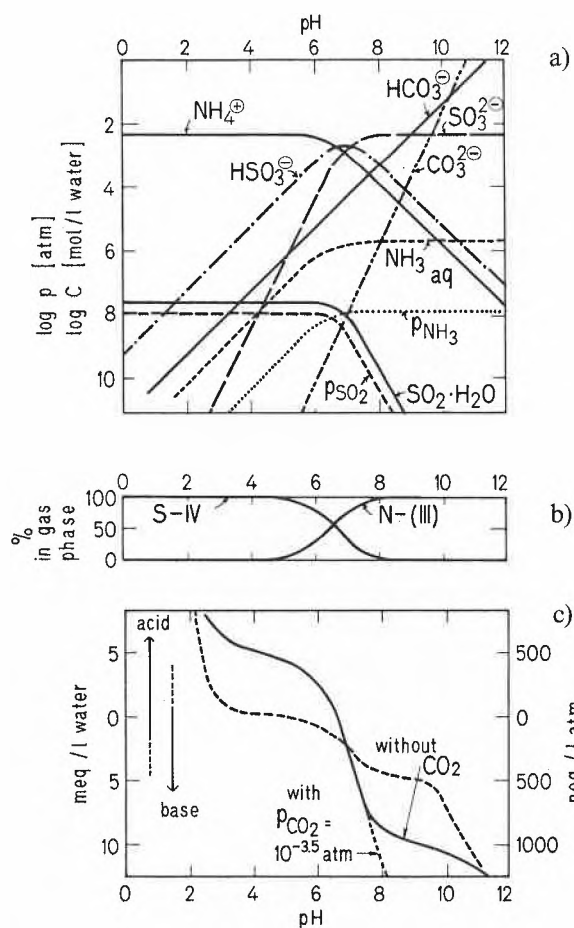 pH
0 2 4 6 8 10 12
a)
HCO₃⊖
NH₄⊕
SO₃²⊖
HSO₃⊖
CO₃²⊖
2
4
6
8
10
log p [atm]
log C [mol/l water]
NH₃ aq
pNH₃
pSO₂
SO₂·H₂O
0 2 4 6 8 10 12
b)
100
50
0
% in gas phase
S-IV
N-(III)
c)
acid
base
5
0
5
10
meq/l water
500
0
500
1000
without CO₂
with pCO₂ = 10⁻³·⁵ atm
0 2 4 6 8 10 12
pH